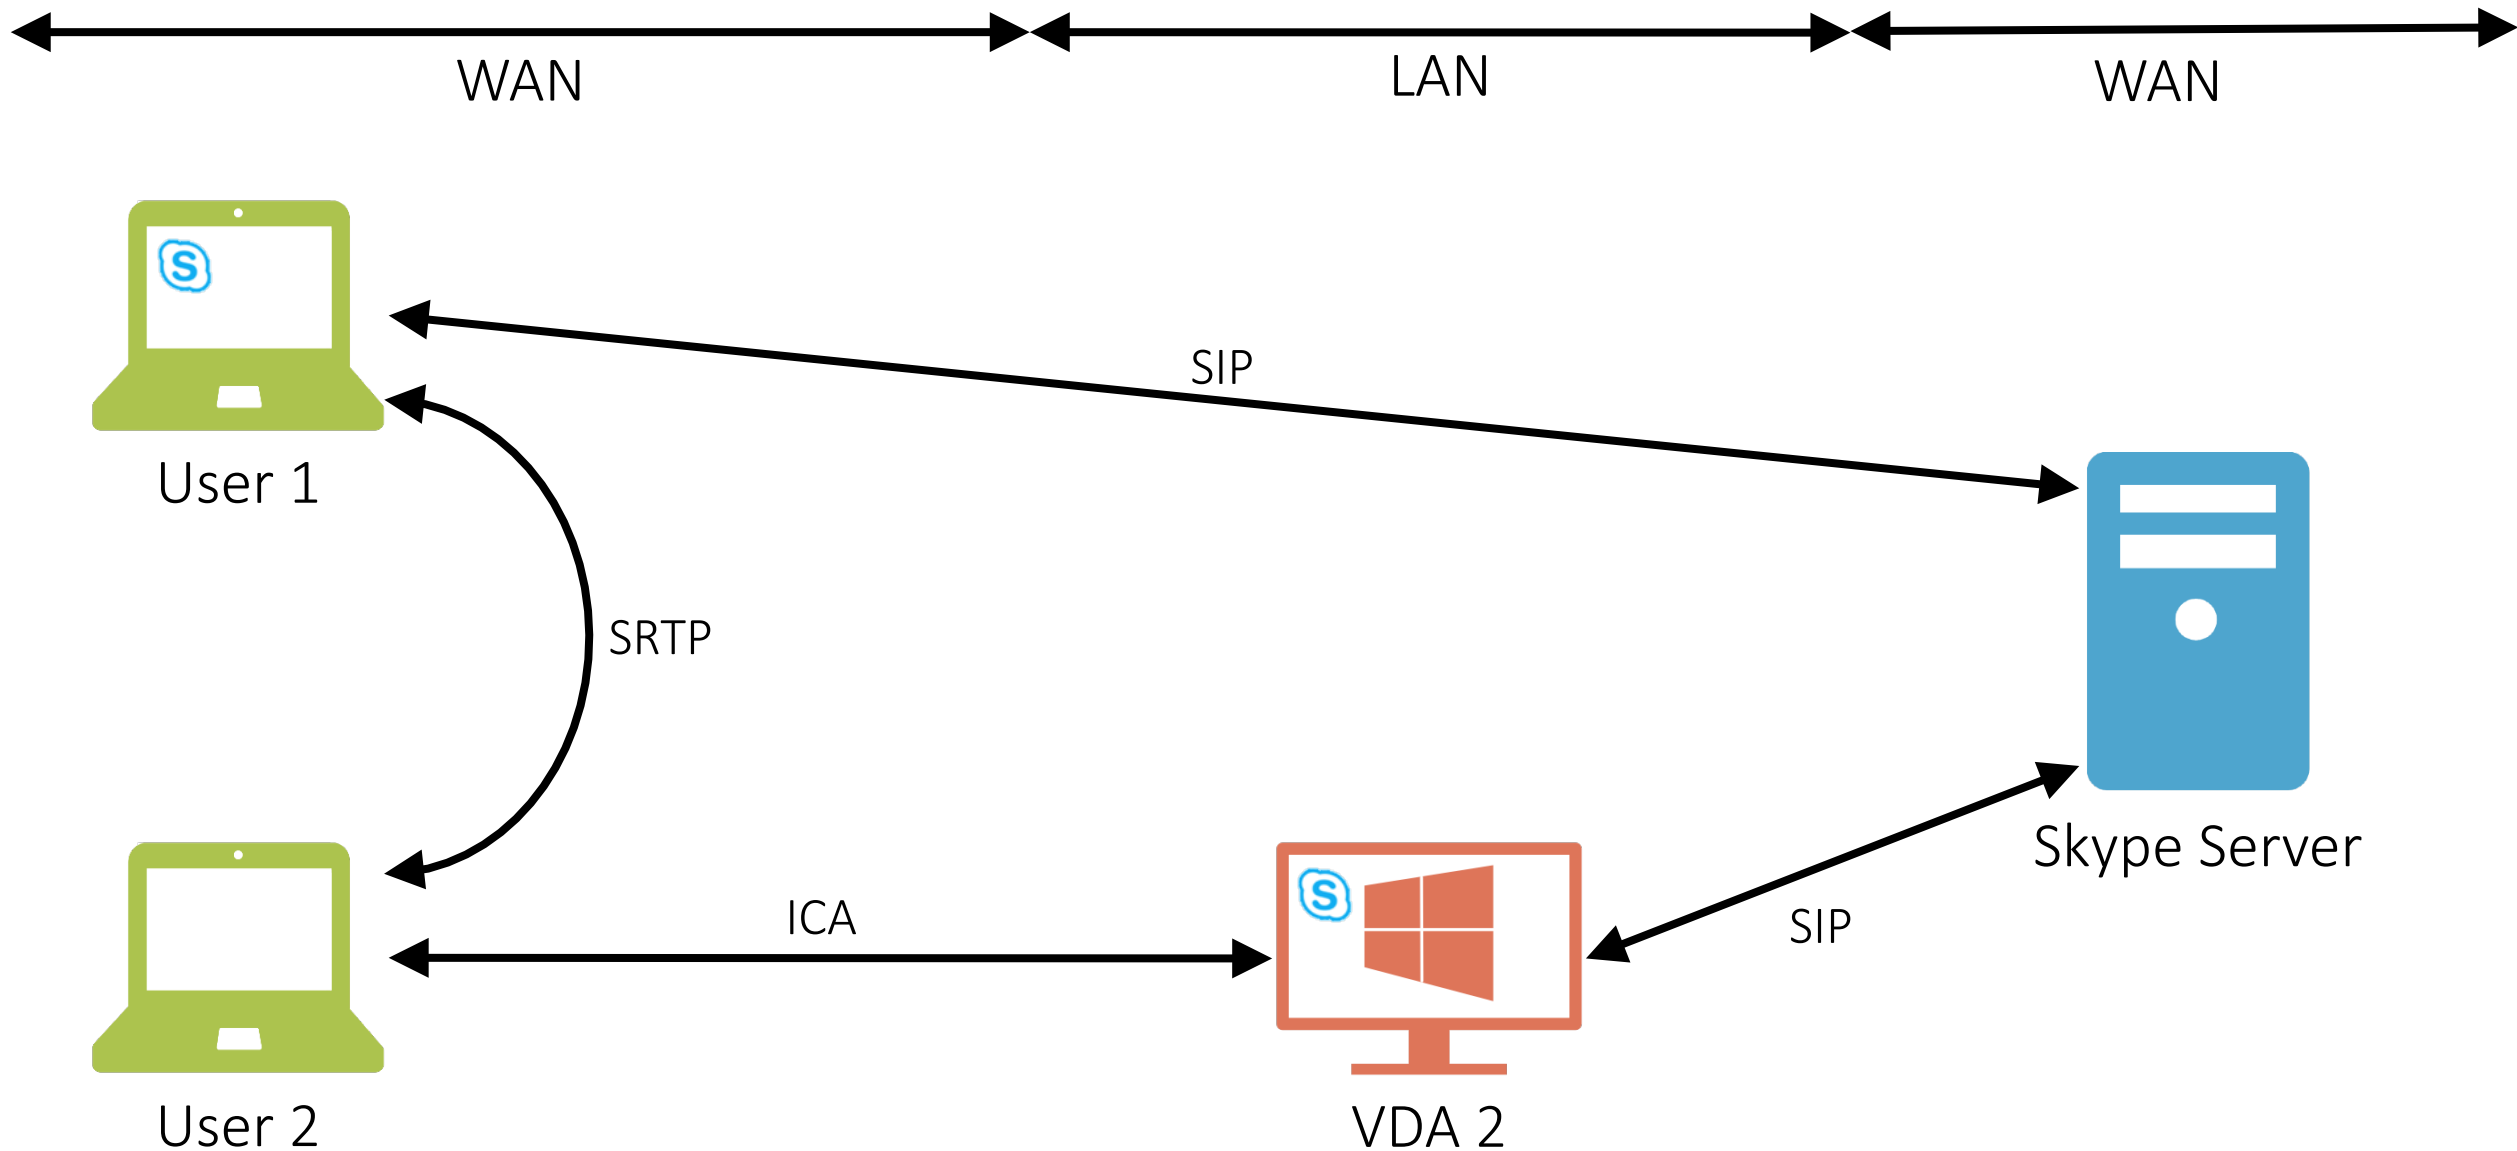 WAN
LAN
WAN
S
SIP
User 1
SRTP
Skype Server
S
ICA
SIP
User 2
VDA 2